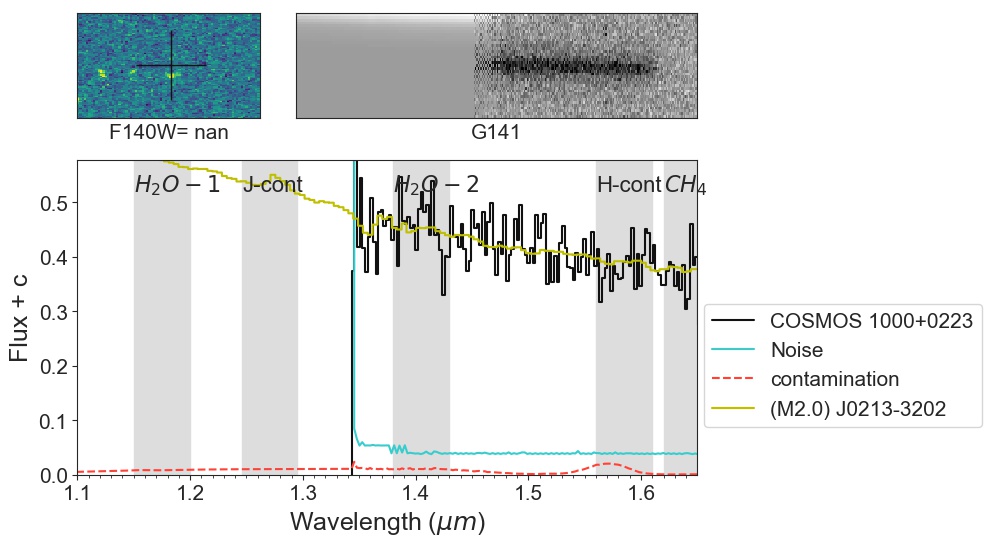 F140W= nan
G141
H₂O − 1
J-cont
H₂O − 2
H-cont
CH₄
0.5
0.4
0.3
0.2
0.1
0.0
Flux + c
1.1
1.2
1.3
1.4
1.5
1.6
Wavelength (μm)
COSMOS 1000+0223
Noise
contamination
(M2.0) J0213-3202